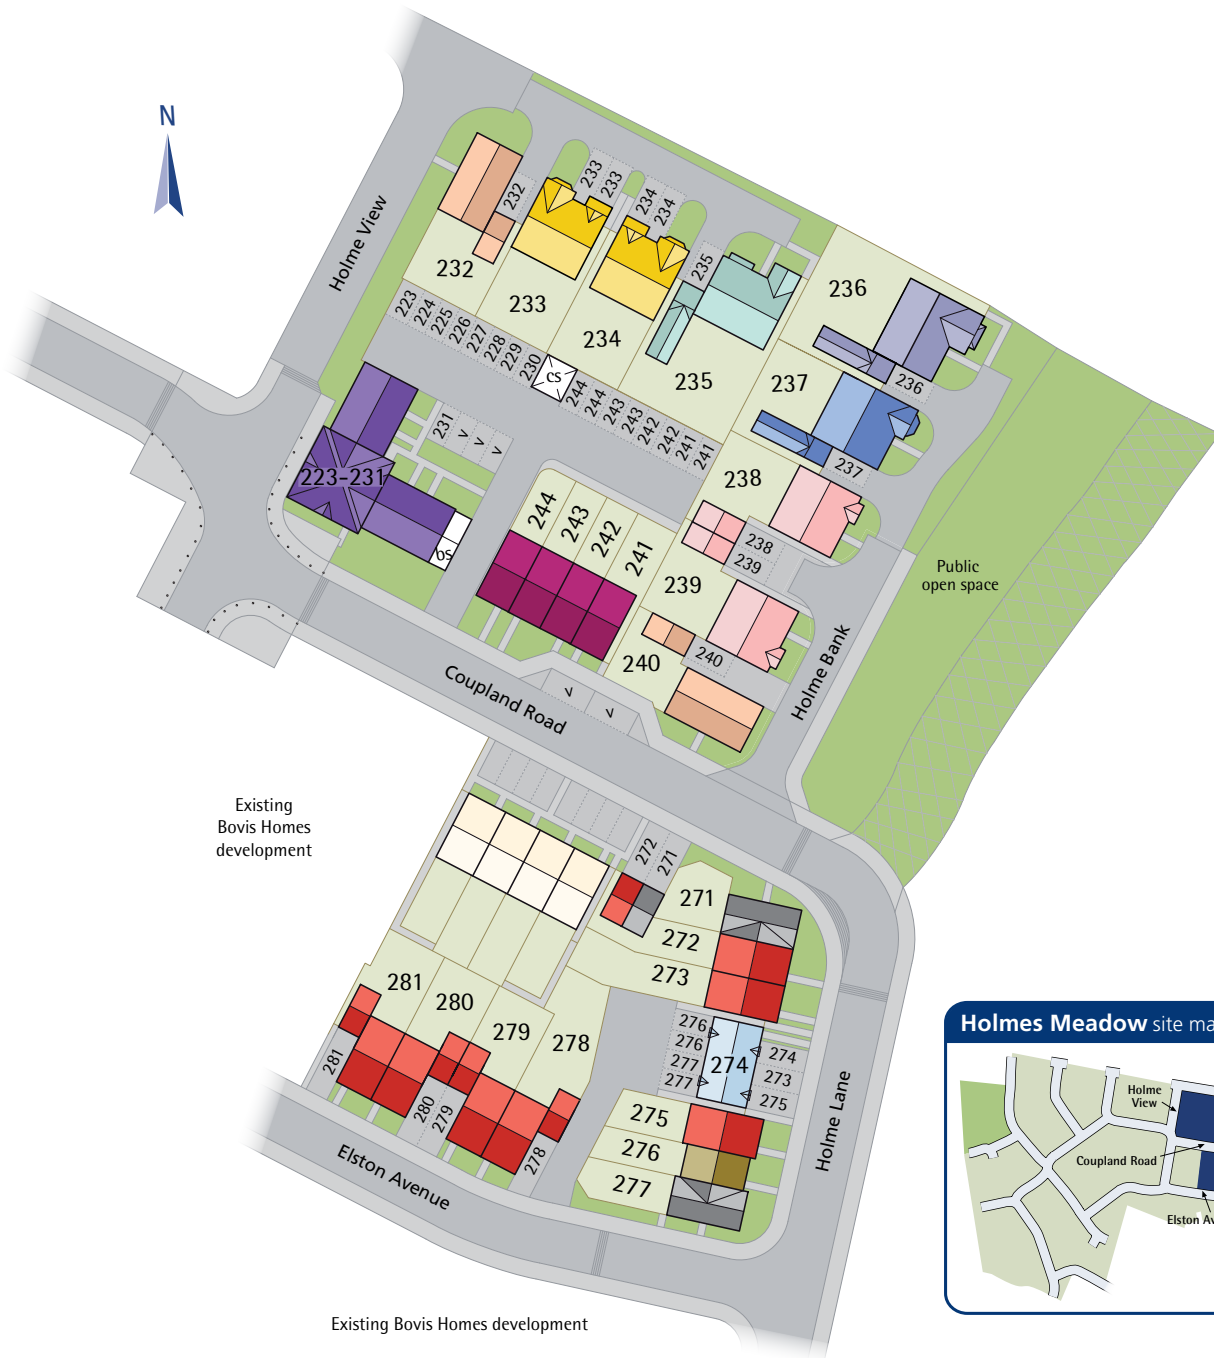 N
Holme View
232
233
233
234
234
232
235
232
233
234
235
236
236
237
237
223
224
225
226
227
228
229
230
cs
244
244
243
243
242
242
241
241
231
v
v
v
223-231
bs
244
243
242
241
238
238
239
239
240
240
Public
open space
Holme Bank
Coupland Road
v
v
Existing
Bovis Homes
development
272
271
271
272
273
281
280
279
278
276
276
277
277
274
274
273
275
275
276
277
281
280
279
278
Holme Lane
Elston Avenue
Existing Bovis Homes development
Holmes Meadow site ma
Holme
View
Coupland Road
Elston Av